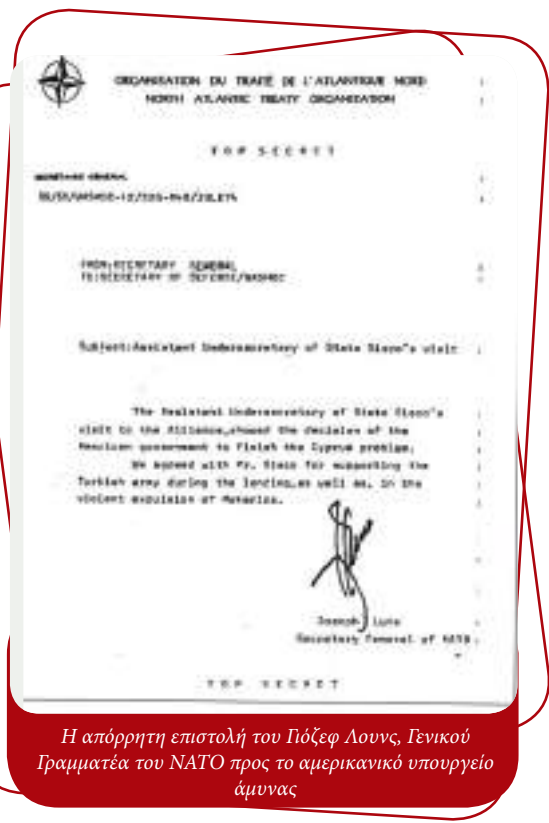 ORGANISATION DU TRAITÉ DE L'ATLANTIQUE NORD
NORTH ATLANTIC TREATY ORGANISATION
TOP SECRET
SECRETAIRE GENERAL
FROM:SECRETARY GENERAL
TO:SECRETARY OF DEFENSE/
Subject:Assistant Undersecretary of State Sisco's visit
The Assistant Undersecretary of State Sisco's
visit to the Alliance,showed the decision of the
American government to finish the Cyprus problem.
We agreed with Mr. Sisco for supporting the
Turkish army during the landing,as well as, in the
violent expulsion of Makarios.
Joseph Luns
Secretary General of NATO
TOP SECRET
Η απόρρητη επιστολή του Γιόζεφ Λουνς, Γενικού
Γραμματέα του ΝΑΤΟ προς το αμερικανικό υπουργείο
άμυνας